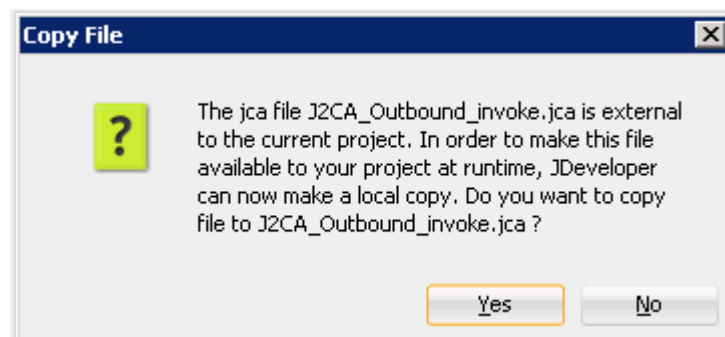 Copy File
The jca file J2CA_Outbound_invoke.jca is external
to the current project. In order to make this file
available to your project at runtime, JDeveloper
can now make a local copy. Do you want to copy
file to J2CA_Outbound_invoke.jca ?
Yes
No